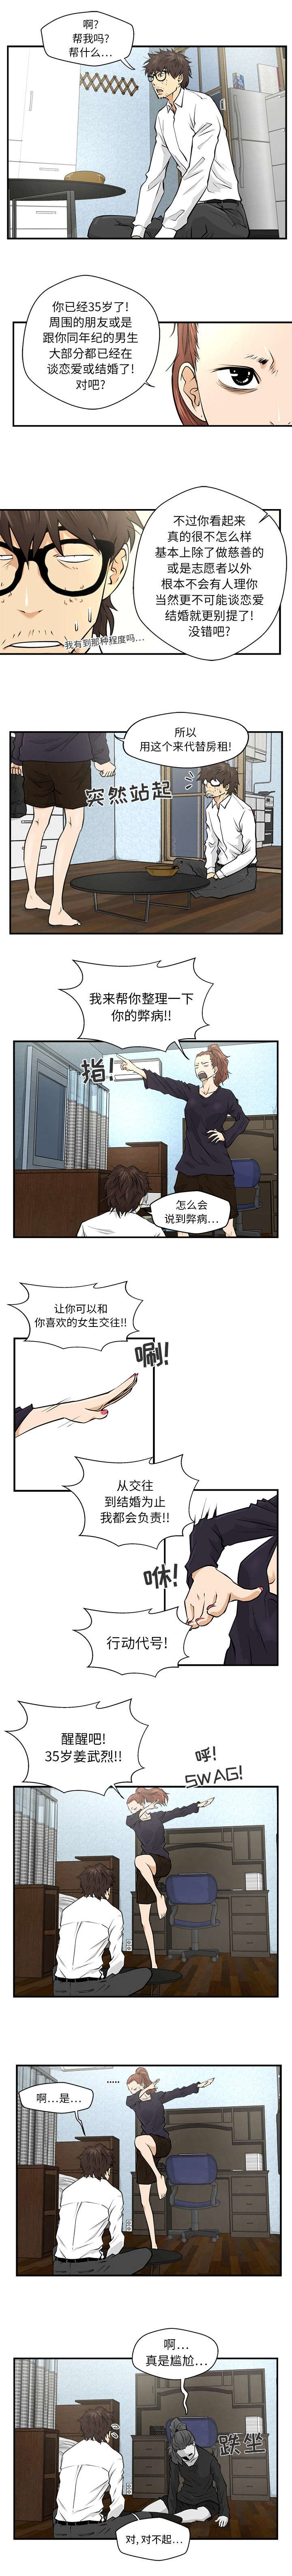 啊?
帮我吗?
帮什么...
你已经35岁了!
周围的朋友或是
跟你同年纪的男生
大部分都已经在
谈恋爱或结婚了!
对吧?
不过你看起来
真的很不怎么样
基本上除了做慈善的
或是志愿者以外
根本不会有人理你
当然更不可能谈恋爱
结婚就更别提了!
没错吧?
我有到那种程度吗...
所以
用这个来代替房租!
突然站起
我来帮你整理一下
你的弊病!!
指!
怎么会
说到弊病...
让你可以和
你喜欢的女生交往!!
唰!
从交往
到结婚为止
我都会负责!!
咻!
行动代号!
醒醒吧!
35岁姜武烈!!
呼!
SWAG!
.....
啊...是...
啊...
真是尴尬...
跌坐
对,对不起...